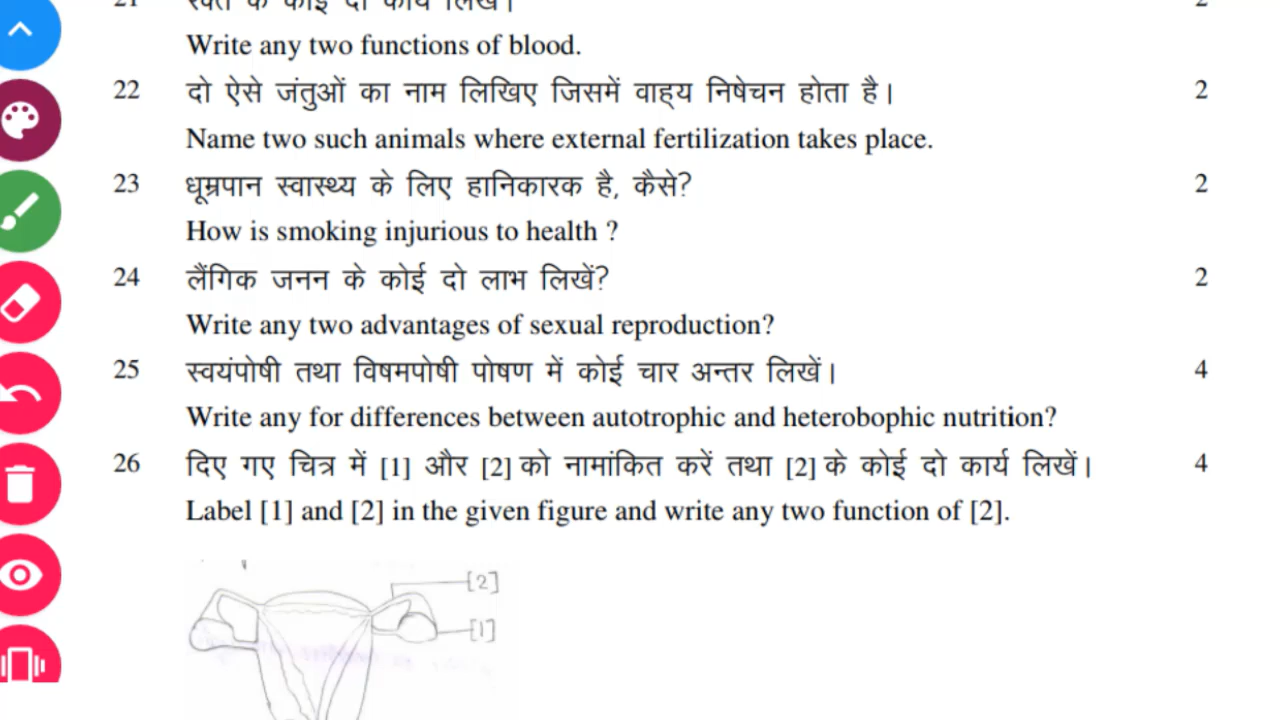 21 रक्त के कोई दो कार्य लिखें। 2
Write any two functions of blood.
22 दो ऐसे जंतुओं का नाम लिखिए जिसमें वाह्य निषेचन होता है। 2
Name two such animals where external fertilization takes place.
23 धूम्रपान स्वास्थ्य के लिए हानिकारक है, कैसे? 2
How is smoking injurious to health ?
24 लैंगिक जनन के कोई दो लाभ लिखें? 2
Write any two advantages of sexual reproduction?
25 स्वयंपोषी तथा विषमपोषी पोषण में कोई चार अन्तर लिखें। 4
Write any for differences between autotrophic and heterobophic nutrition?
26 दिए गए चित्र में [1] और [2] को नामांकित करें तथा [2] के कोई दो कार्य लिखें। 4
Label [1] and [2] in the given figure and write any two function of [2].
[2]
[1]